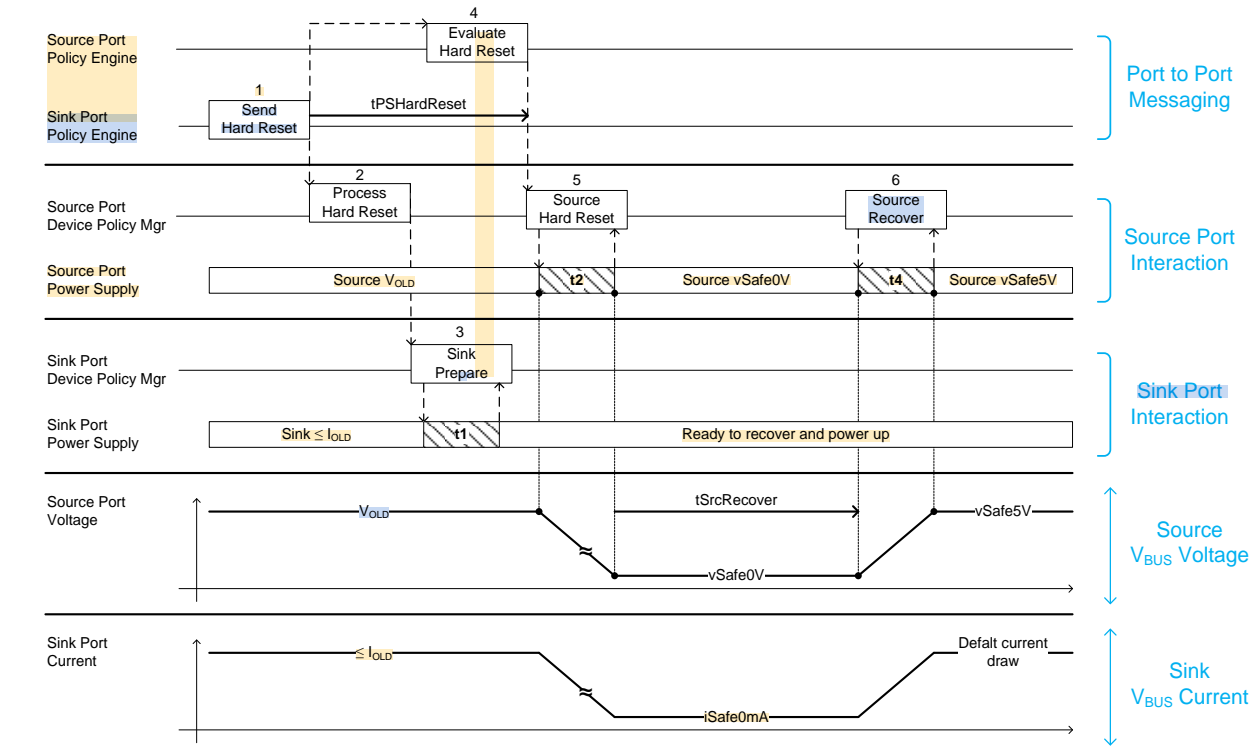 4
Source Port
Policy Engine
Evaluate
Hard Reset
Port to Port
Messaging
1
Send
Hard Reset
tPSHardReset
Sink Port
Policy Engine
2
Process
Hard Reset
5
Source
Hard Reset
6
Source
Recover
Source Port
Device Policy Mgr
Source Port
Interaction
Source Port
Power Supply
Source VOLD
t2
Source vSafe0V
t4
Source vSafe5V
3
Sink
Prepare
Sink Port
Device Policy Mgr
Sink Port
Interaction
Sink Port
Power Supply
Sink ≤ IOLD
t1
Ready to recover and power up
Source Port
Voltage
VOLD
tSrcRecover
vSafe5V
vSafe0V
Source
VBUS Voltage
Sink Port
Current
≤ IOLD
Defalt current
draw
iSafe0mA
Sink
VBUS Current